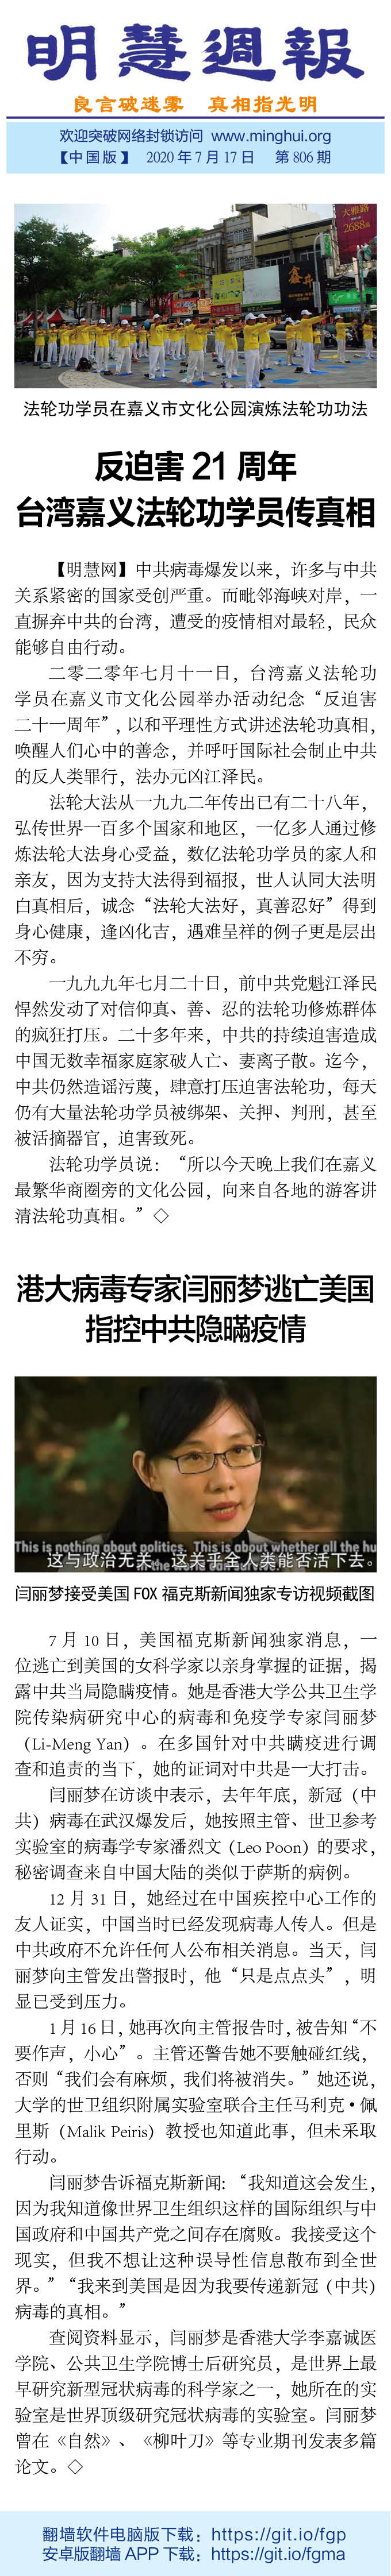 明慧週報
良言破迷雾　真相指光明
欢迎突破网络封锁访问 www.minghui.org
【中国版】 2020 年 7 月 17 日 第 806 期
大雅路
2688
鑫
法轮功学员在嘉义市文化公园演炼法轮功功法
反迫害 21 周年
台湾嘉义法轮功学员传真相
【明慧网】中共病毒爆发以来，许多与中共
关系紧密的国家受创严重。而毗邻海峡对岸，一
直摒弃中共的台湾，遭受的疫情相对最轻，民众
能够自由行动。
二零二零年七月十一日，台湾嘉义法轮功
学员在嘉义市文化公园举办活动纪念“反迫害
二十一周年”，以和平理性方式讲述法轮功真相，
唤醒人们心中的善念，并呼吁国际社会制止中共
的反人类罪行，法办元凶江泽民。
法轮大法从一九九二年传出已有二十八年，
弘传世界一百多个国家和地区，一亿多人通过修
炼法轮大法身心受益，数亿法轮功学员的家人和
亲友，因为支持大法得到福报，世人认同大法明
白真相后，诚念“法轮大法好，真善忍好”得到
身心健康，逢凶化吉，遇难呈祥的例子更是层出
不穷。
一九九九年七月二十日，前中共党魁江泽民
悍然发动了对信仰真、善、忍的法轮功修炼群体
的疯狂打压。二十多年来，中共的持续迫害造成
中国无数幸福家庭家破人亡、妻离子散。迄今，
中共仍然造谣污蔑，肆意打压迫害法轮功，每天
仍有大量法轮功学员被绑架、关押、判刑，甚至
被活摘器官，迫害致死。
法轮功学员说：“所以今天晚上我们在嘉义
最繁华商圈旁的文化公园，向来自各地的游客讲
清法轮功真相。”◇
港大病毒专家闫丽梦逃亡美国
指控中共隐瞒疫情
This is nothing about politics. This is about whether all the hu
in the world can survive.
这与政治无关，这关乎全人类能否活下去。
闫丽梦接受美国 FOX 福克斯新闻独家专访视频截图
7 月 10 日，美国福克斯新闻独家消息，一
位逃亡到美国的女科学家以亲身掌握的证据，揭
露中共当局隐瞒疫情。她是香港大学公共卫生学
院传染病研究中心的病毒和免疫学专家闫丽梦
（Li-Meng Yan）。在多国针对中共瞒疫进行调
查和追责的当下，她的证词对中共是一大打击。
闫丽梦在访谈中表示，去年年底，新冠（中
共）病毒在武汉爆发后，她按照主管、世卫参考
实验室的病毒学专家潘烈文（Leo Poon）的要求，
秘密调查来自中国大陆的类似于萨斯的病例。
12 月 31 日，她经过在中国疾控中心工作的
友人证实，中国当时已经发现病毒人传人。但是
中共政府不允许任何人公布相关消息。当天，闫
丽梦向主管发出警报时，他“只是点点头”，明
显已受到压力。
1 月 16 日，她再次向主管报告时，被告知“不
要作声，小心”。主管还警告她不要触碰红线，
否则“我们会有麻烦，我们将被消失。”她还说，
大学的世卫组织附属实验室联合主任马利克·佩
里斯（Malik Peiris）教授也知道此事，但未采取
行动。
闫丽梦告诉福克斯新闻：“我知道这会发生，
因为我知道像世界卫生组织这样的国际组织与中
国政府和中国共产党之间存在腐败。我接受这个
现实，但我不想让这种误导性信息散布到全世
界。”“我来到美国是因为我要传递新冠（中共）
病毒的真相。”
查阅资料显示，闫丽梦是香港大学李嘉诚医
学院、公共卫生学院博士后研究员，是世界上最
早研究新型冠状病毒的科学家之一，她所在的实
验室是世界顶级研究冠状病毒的实验室。闫丽梦
曾在《自然》、《柳叶刀》等专业期刊发表多篇
论文。◇
翻墙软件电脑版下载：https://git.io/fgp
安卓版翻墙 APP 下载：https://git.io/fgma